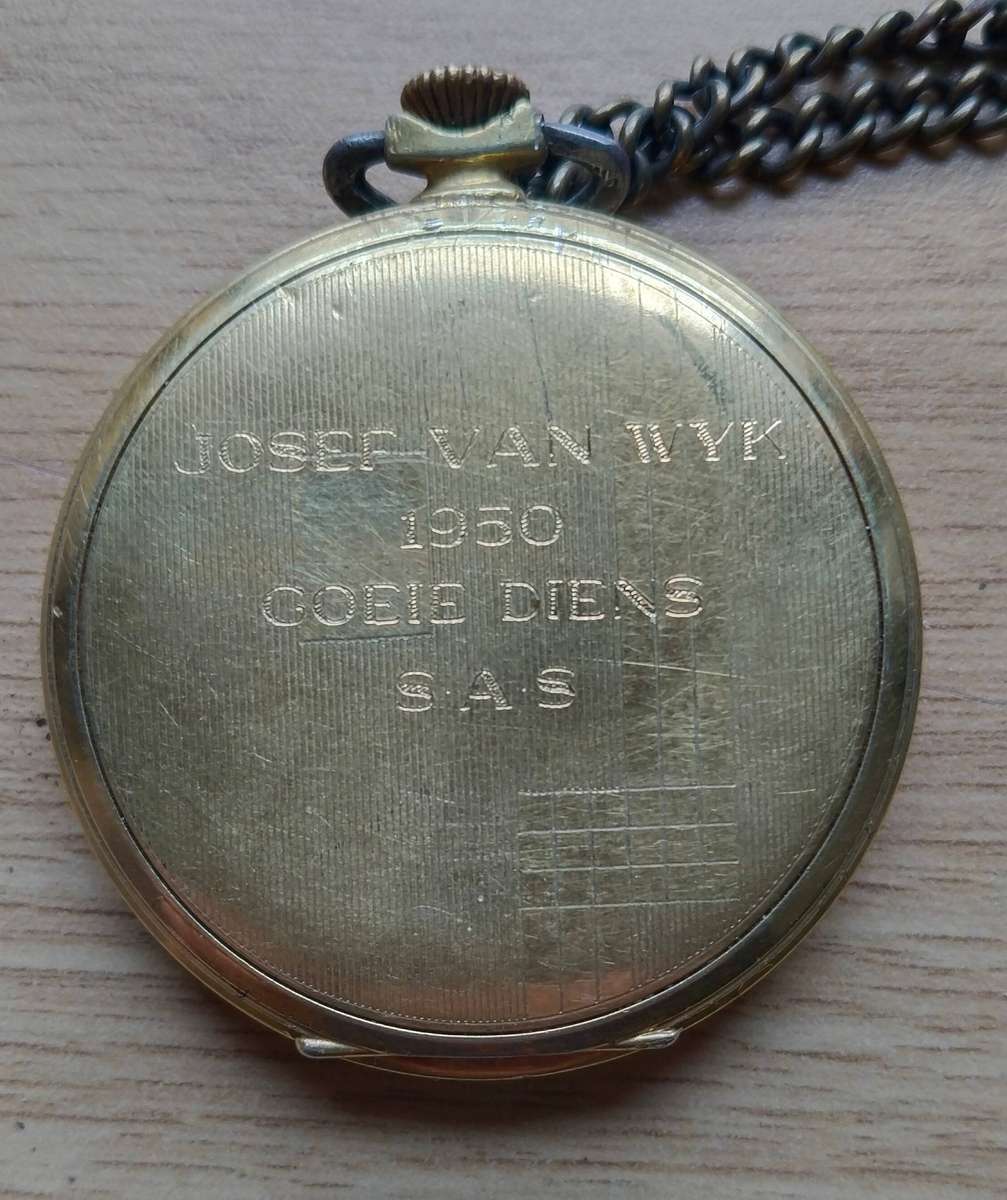 JOSEF VAN WYK
1950
GOEIE DIENS
S.A.S